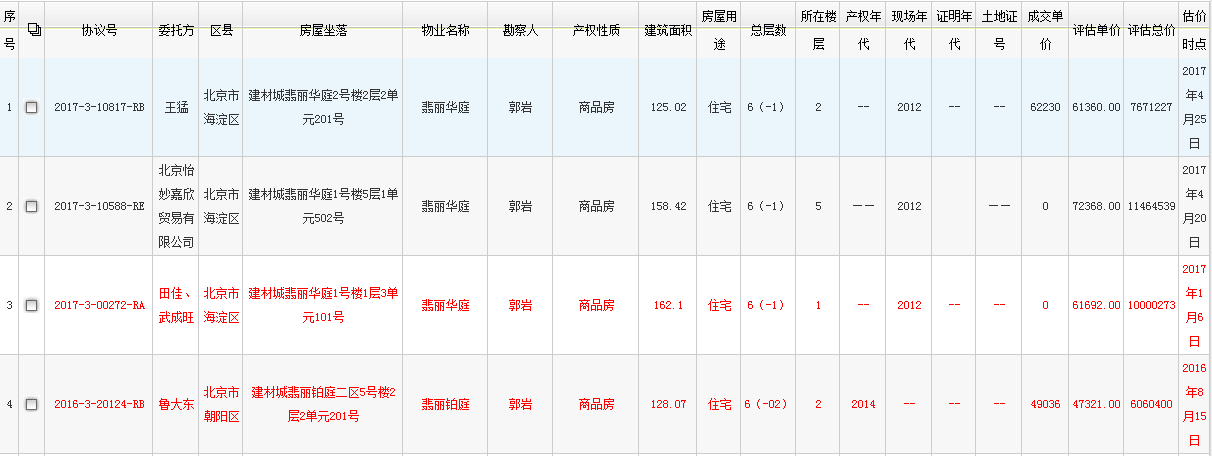 序号 协议号 委托方 区县 房屋坐落 物业名称 勘察人 产权性质 建筑面积 房屋用途 总层数 所在楼层 产权年代 现场年代 证明年代 土地证号 成交单价 评估单价 评估总价 估价时点
1 2017-3-10817-RB 王猛 北京市海淀区 建材城翡丽华庭2号楼2层2单元201号 翡丽华庭 郭岩 商品房 125.02 住宅 6（-1） 2 -- 2012 -- -- 62230 61360.00 7671227 2017年4月25日
2 2017-3-10588-RE 北京怡妙嘉欣贸易有限公司 北京市海淀区 建材城翡丽华庭1号楼5层1单元502号 翡丽华庭 郭岩 商品房 158.42 住宅 6（-1） 5 —— 2012 —— 0 72368.00 11464539 2017年4月20日
3 2017-3-00272-RA 田佳、武成旺 北京市海淀区 建材城翡丽华庭1号楼1层3单元101号 翡丽华庭 郭岩 商品房 162.1 住宅 6（-1） 1 -- 2012 -- -- 0 61692.00 10000273 2017年1月6日
4 2016-3-20124-RB 鲁大东 北京市朝阳区 建材城翡丽铂庭二区5号楼2层2单元201号 翡丽铂庭 郭岩 商品房 128.07 住宅 6（-02） 2 2014 -- -- -- 49036 47321.00 6060400 2016年8月15日